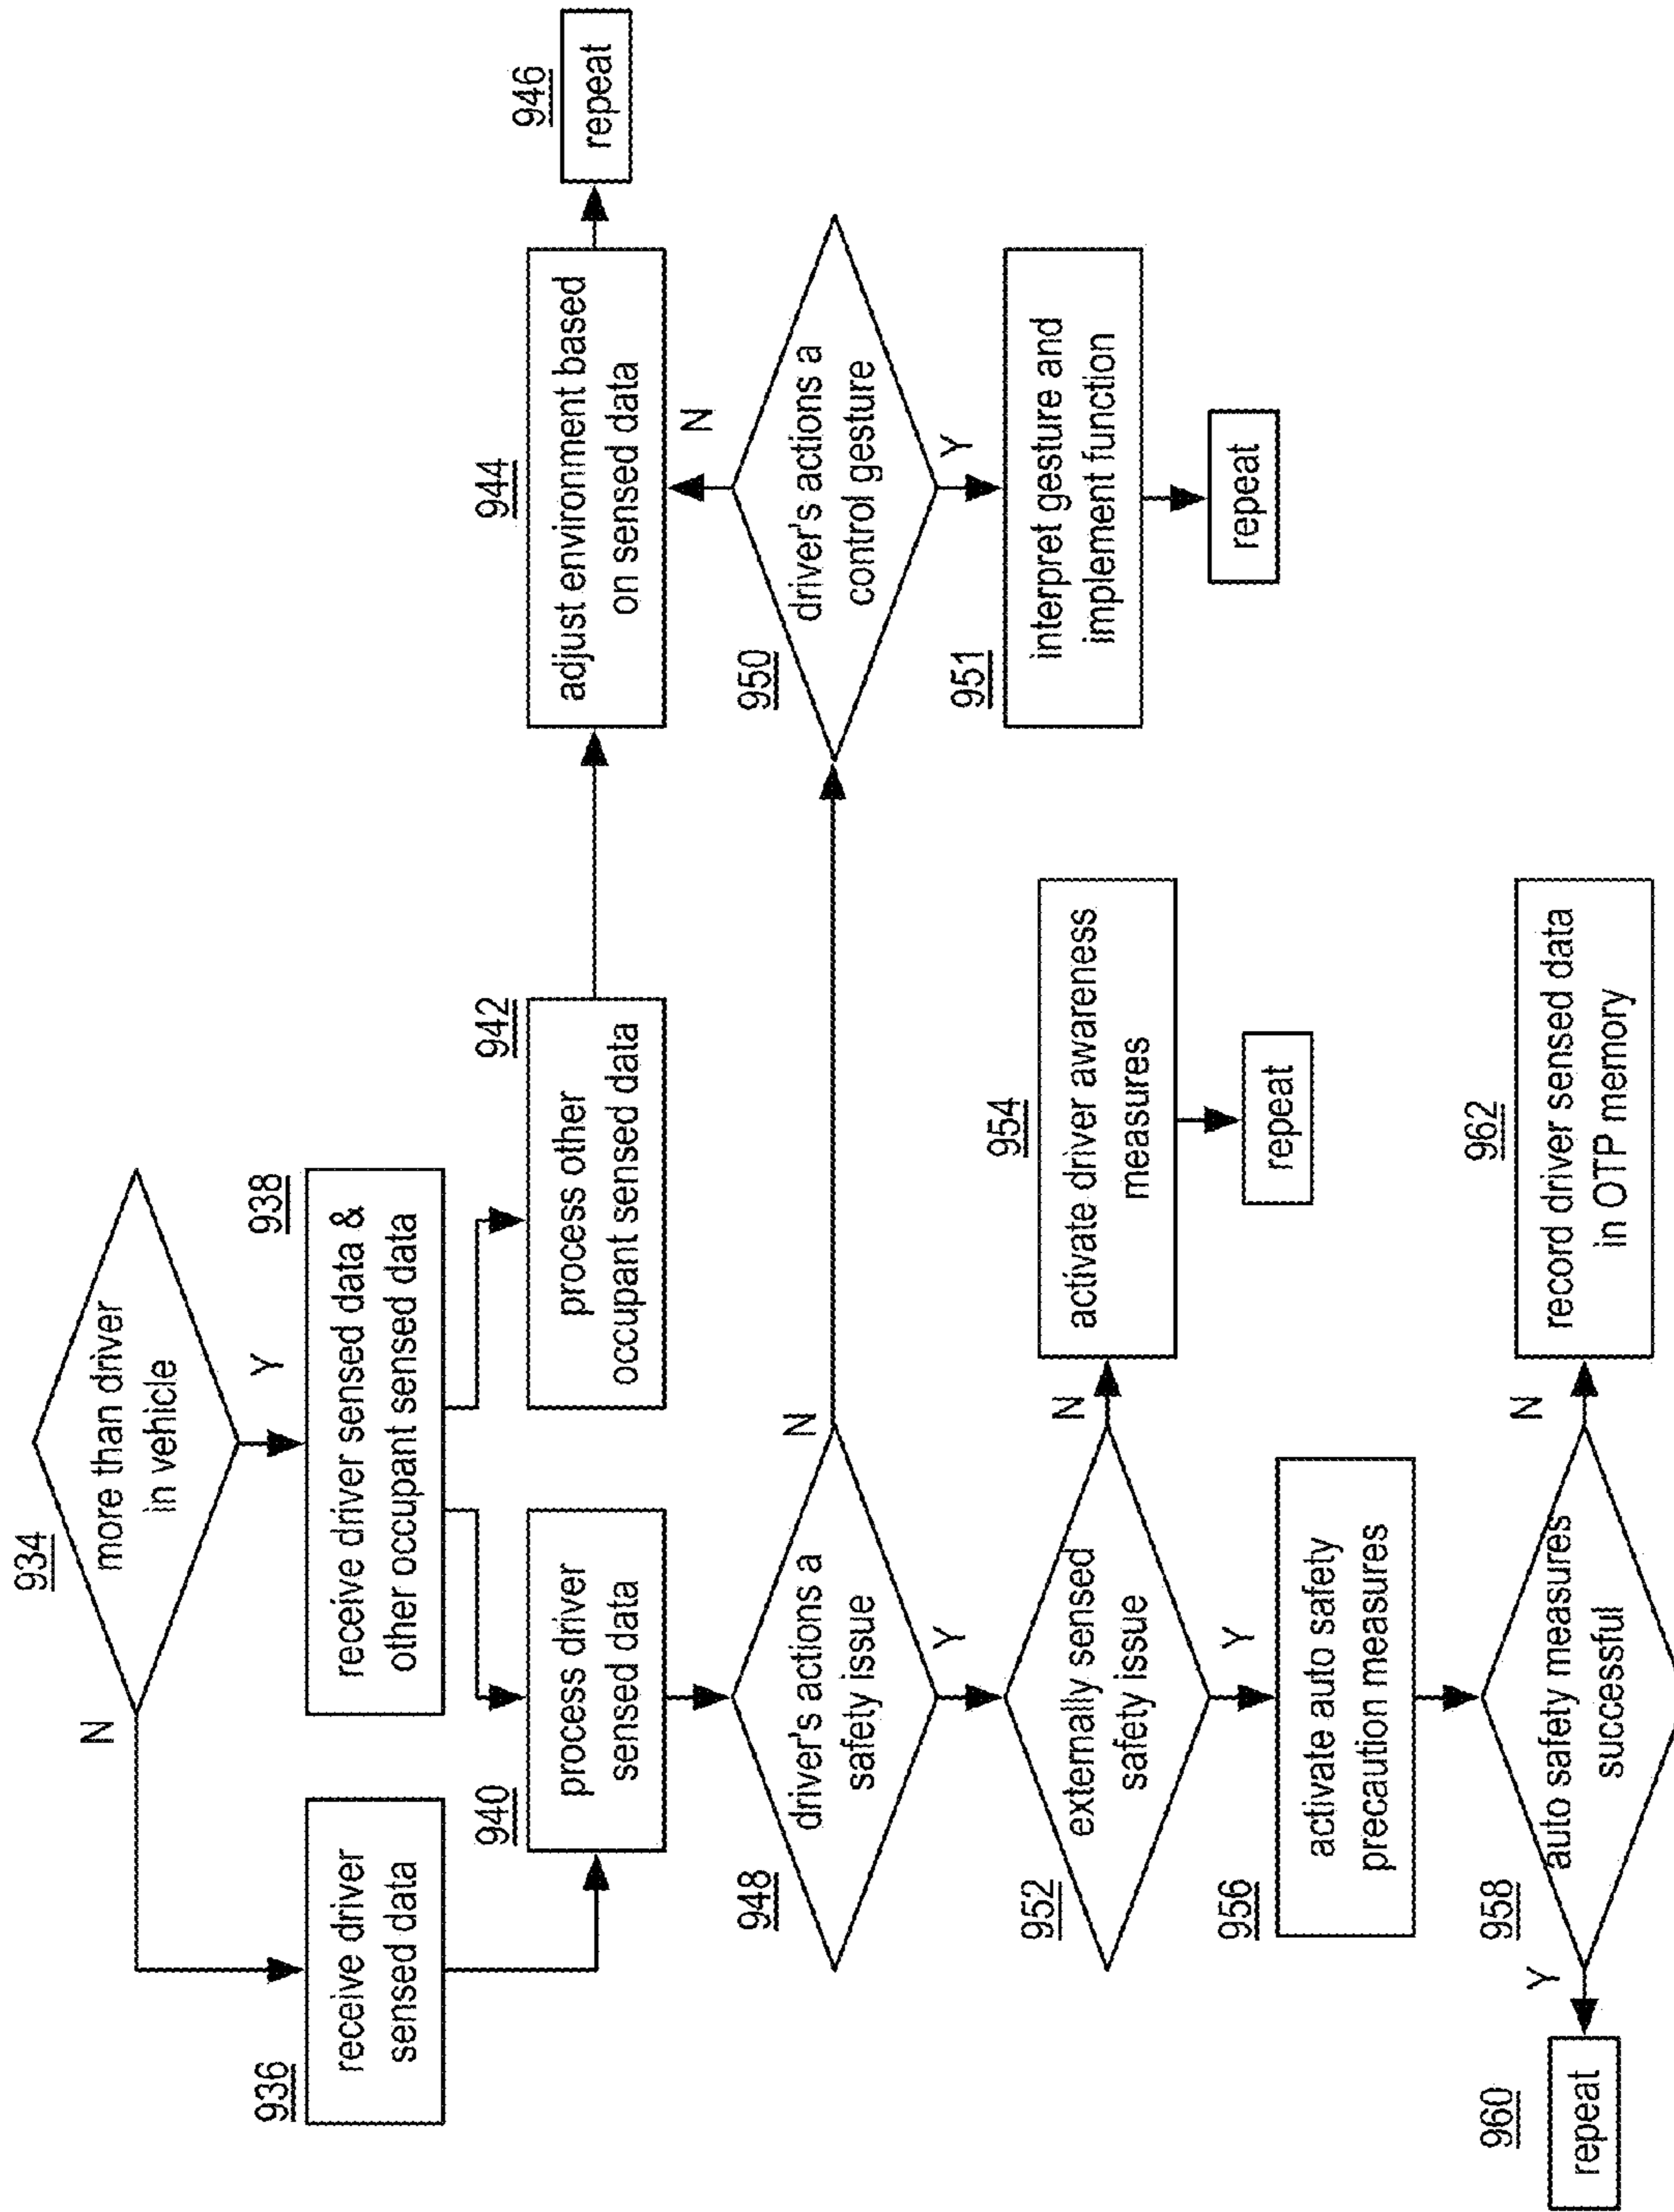 934
more than driver
in vehicle
N
Y
936
receive driver
sensed data
938
receive driver sensed data &
other occupant sensed data
940
process driver
sensed data
942
process other
occupant sensed data
944
adjust environment based
on sensed data
946
repeat
948
driver's actions a
safety issue
N
Y
950
driver's actions a
control gesture
N
Y
951
interpret gesture and
implement function
repeat
952
externally sensed
safety issue
N
Y
954
activate driver awareness
measures
repeat
956
activate auto safety
precaution measures
958
auto safety measures
successful
Y
N
960
repeat
962
record driver sensed data
in OTP memory